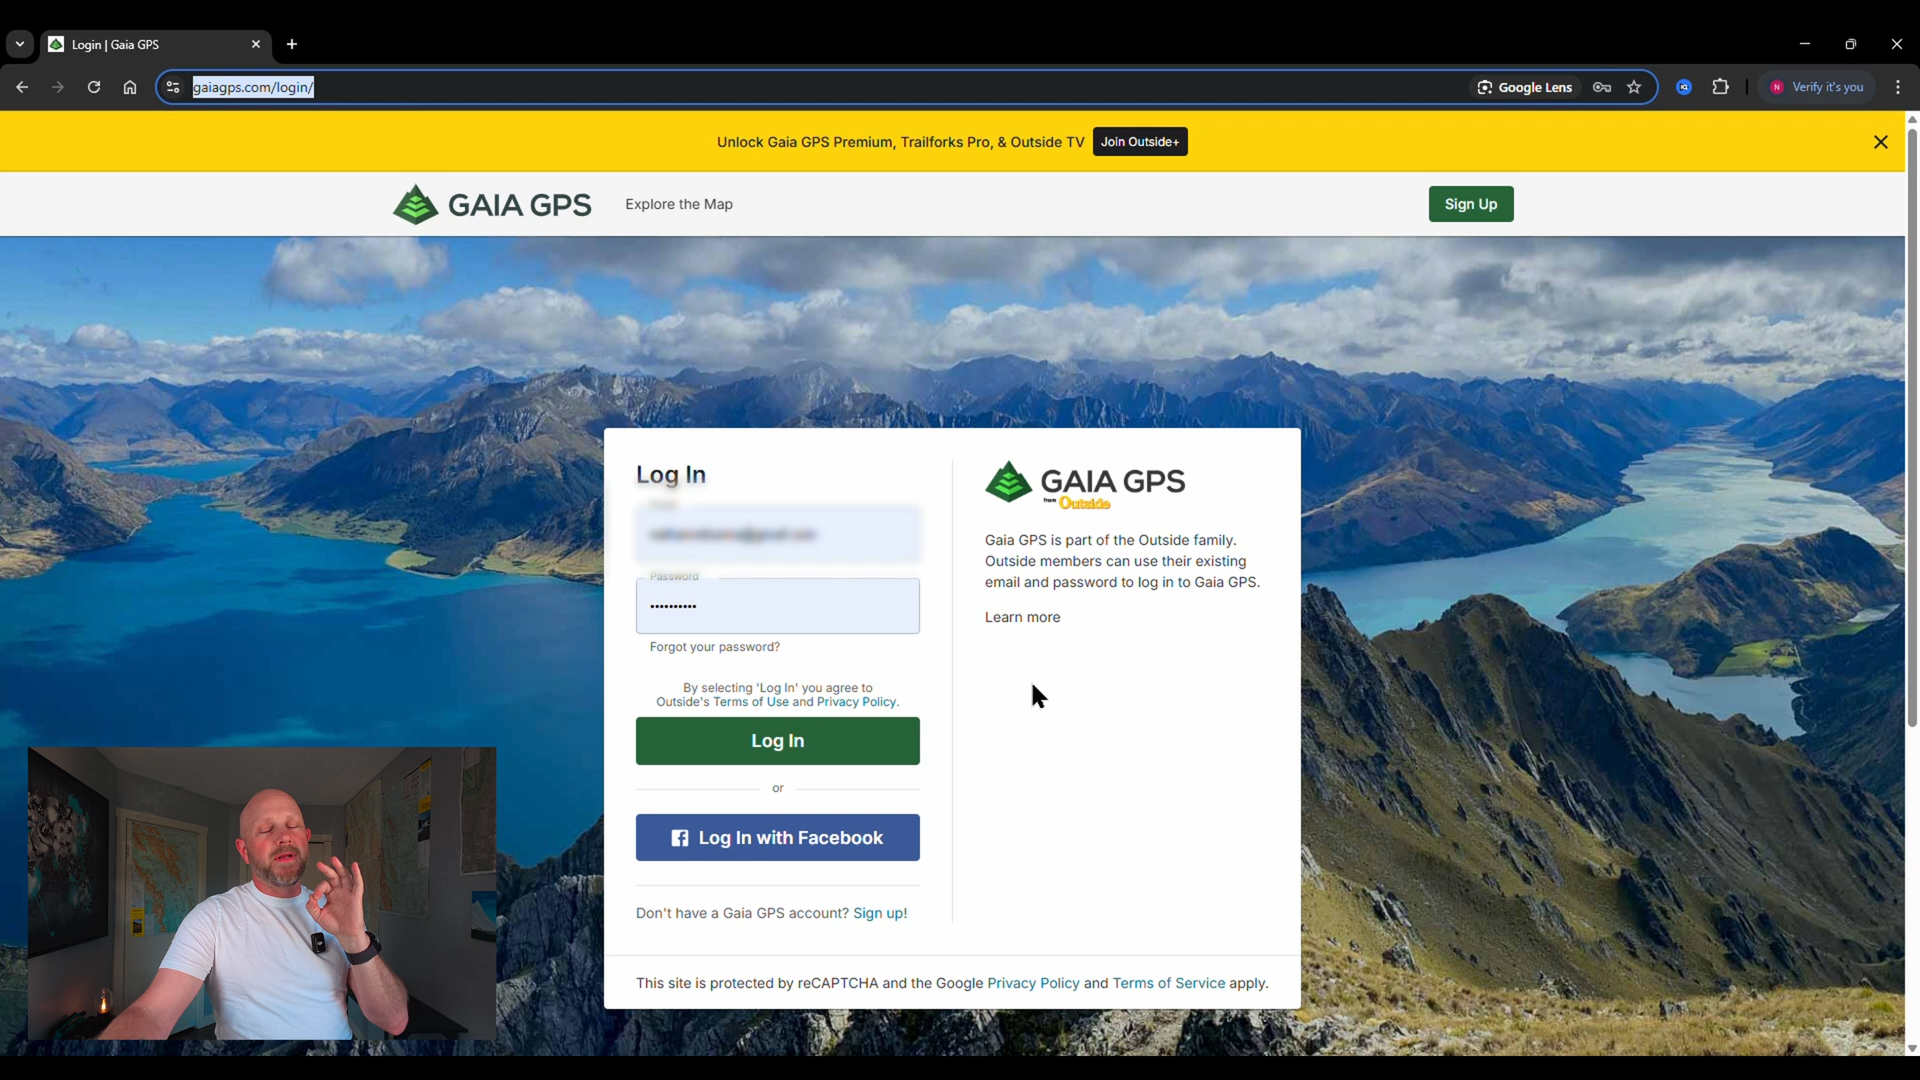 Login | Gaia GPS
gaiagps.com/login/
Google Lens
N
Verify it's you
Unlock Gaia GPS Premium, Trailforks Pro, & Outside TV
Join Outside+
GAIA GPS
Explore the Map
Sign Up
Log In
Password
••••••••••
Forgot your password?
By selecting 'Log In' you agree to
Outside's Terms of Use and Privacy Policy.
Log In
or
Log In with Facebook
Don't have a Gaia GPS account? Sign up!
GAIA GPS
from Outside
Gaia GPS is part of the Outside family.
Outside members can use their existing
email and password to log in to Gaia GPS.
Learn more
This site is protected by reCAPTCHA and the Google Privacy Policy and Terms of Service apply.